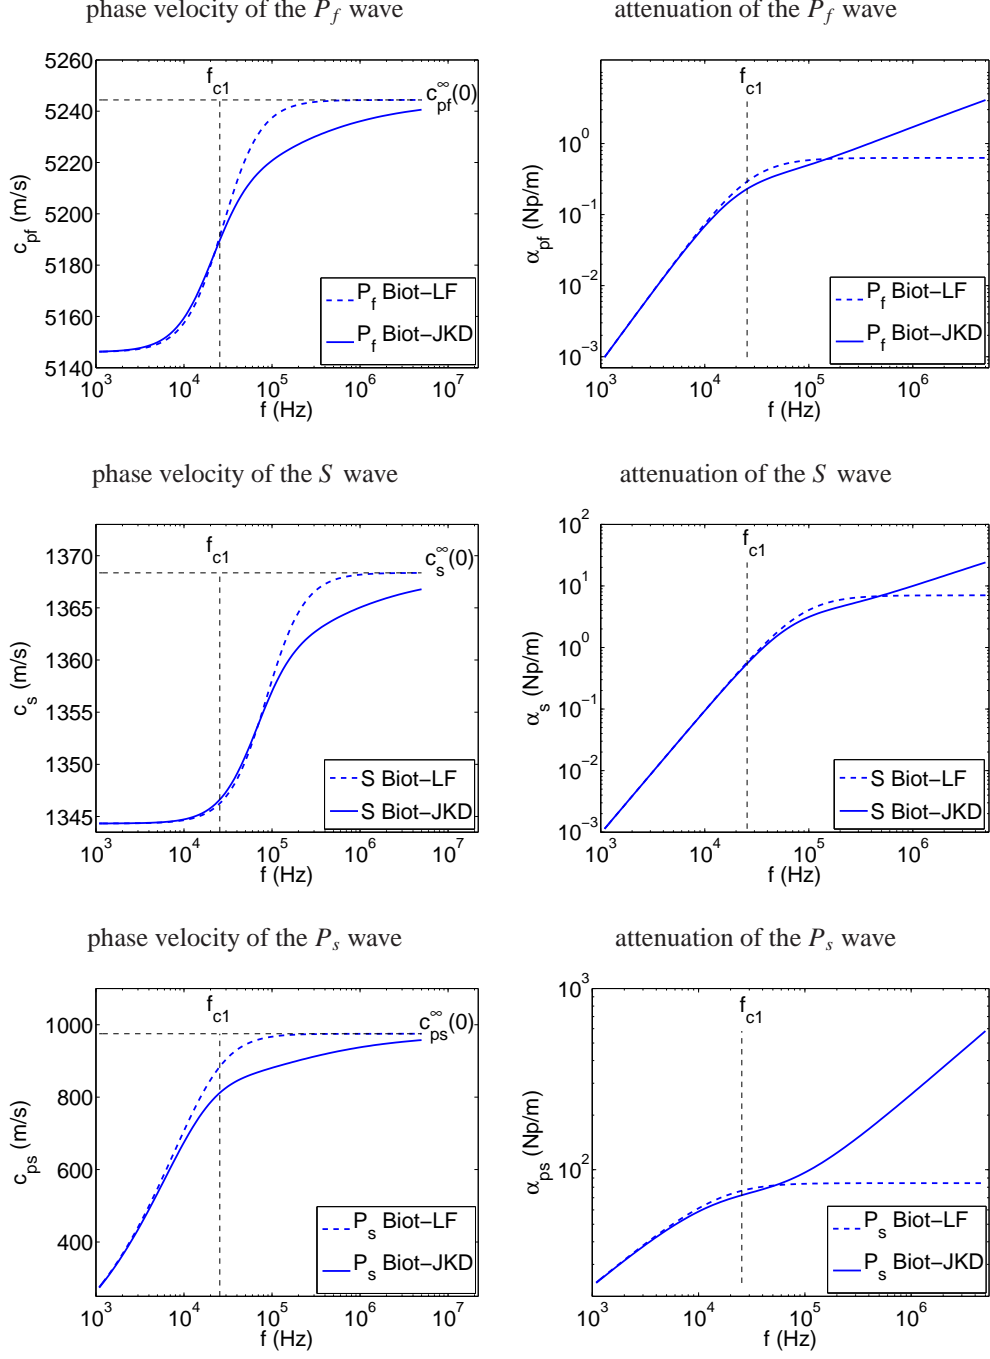 phase velocity of the P_f wave
attenuation of the P_f wave
5260
5240
5220
5200
5180
5160
5140
c_pf (m/s)
f_c1
c_pf^∞(0)
P_f Biot−LF
P_f Biot−JKD
10^3 10^4 10^5 10^6 10^7
f (Hz)
10^0
10^−1
10^−2
10^−3
α_pf (Np/m)
f_c1
P_f Biot−LF
P_f Biot−JKD
10^3 10^4 10^5 10^6
f (Hz)
phase velocity of the S wave
attenuation of the S wave
1370
1365
1360
1355
1350
1345
c_s (m/s)
f_c1
c_s^∞(0)
S Biot−LF
S Biot−JKD
10^3 10^4 10^5 10^6 10^7
f (Hz)
10^2
10^1
10^0
10^−1
10^−2
10^−3
α_s (Np/m)
f_c1
S Biot−LF
S Biot−JKD
10^3 10^4 10^5 10^6
f (Hz)
phase velocity of the P_s wave
attenuation of the P_s wave
1000
800
600
400
c_ps (m/s)
f_c1
c_ps^∞(0)
P_s Biot−LF
P_s Biot−JKD
10^3 10^4 10^5 10^6 10^7
f (Hz)
10^3
10^2
α_ps (Np/m)
f_c1
P_s Biot−LF
P_s Biot−JKD
10^3 10^4 10^5 10^6
f (Hz)